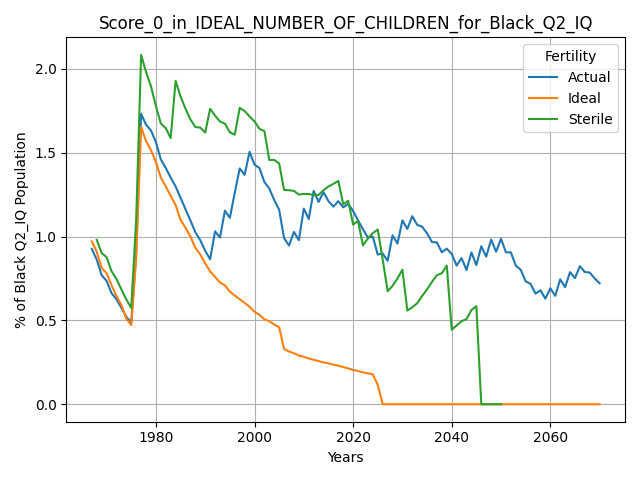 Score_0_in_IDEAL_NUMBER_OF_CHILDREN_for_Black_Q2_IQ
Fertility
Actual
Ideal
Sterile
% of Black Q2_IQ Population
2.0
1.5
1.0
0.5
0.0
1980
2000
2020
2040
2060
Years